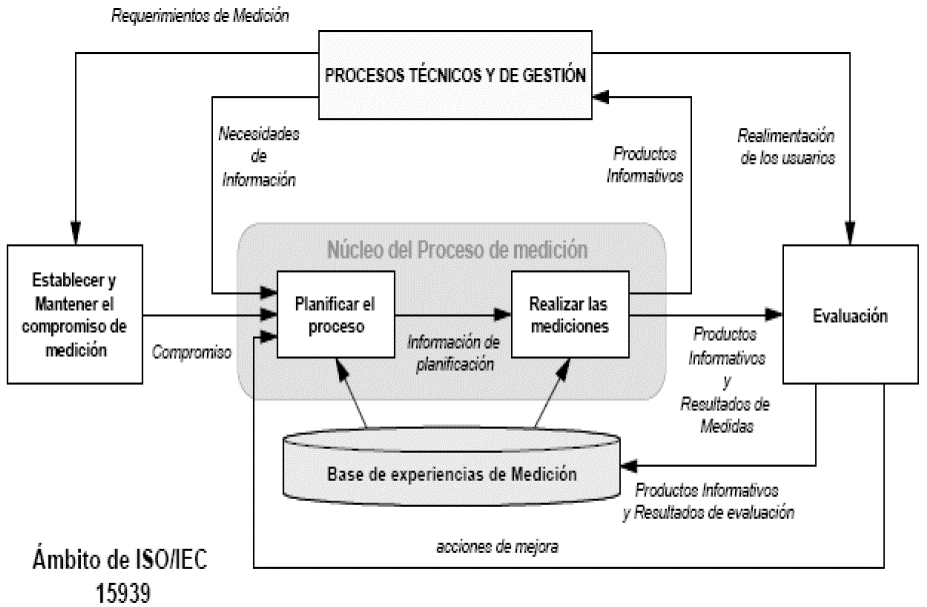 Requerimientos de Medición
PROCESOS TÉCNICOS Y DE GESTIÓN
Necesidades
de
Información
Productos
Informativos
Realimentación
de los usuarios
Núcleo del Proceso de medición
Establecer y
Mantener el
compromiso de
medición
Planificar el
proceso
Realizar las
mediciones
Evaluación
Compromiso
Información de
planificación
Productos
Informativos
y
Resultados de
Medidas
Base de experiencias de Medición
Productos Informativos
y Resultados de evaluación
acciones de mejora
Ámbito de ISO/IEC
15939